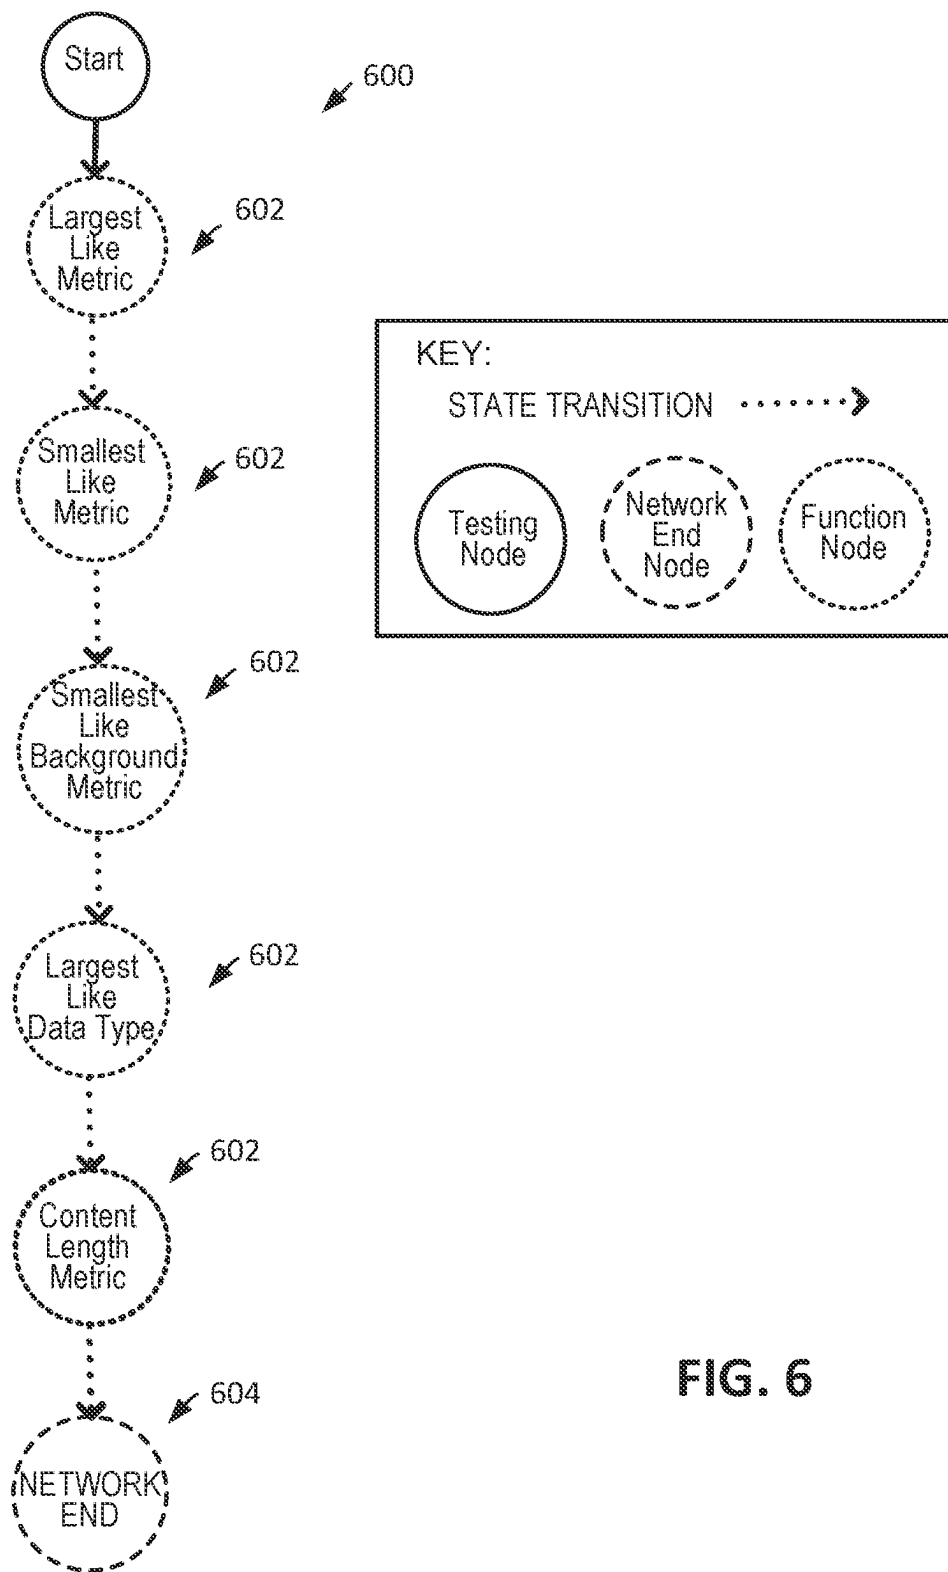 Start
600
Largest
Like
Metric
602
KEY:
STATE TRANSITION
Testing
Node
Network
End
Node
Function
Node
Smallest
Like
Metric
602
Smallest
Like
Background
Metric
602
Largest
Like
Data Type
602
Content
Length
Metric
602
FIG. 6
NETWORK
END
604